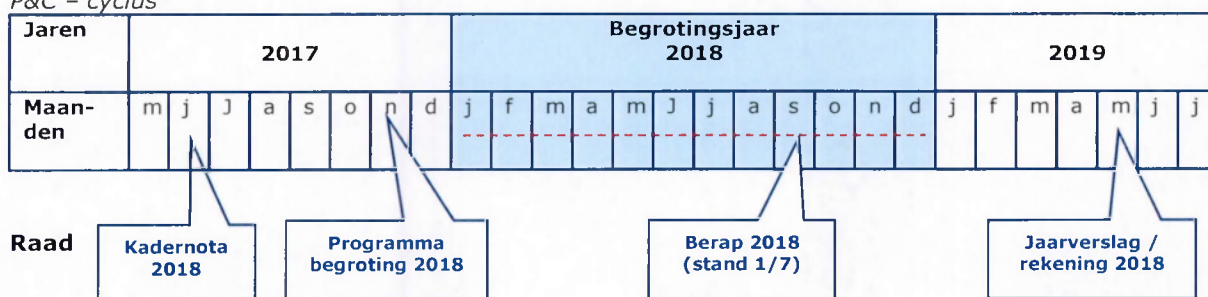 P&C – cyclus
Jaren 2017 Begrotingsjaar 2018 2019
Maan-den m j J a s o n d j f m a m J j a s o n d j f m a m j j
Raad
Kadernota
2018
Programma
begroting 2018
Berap 2018
(stand 1/7)
Jaarverslag /
rekening 2018